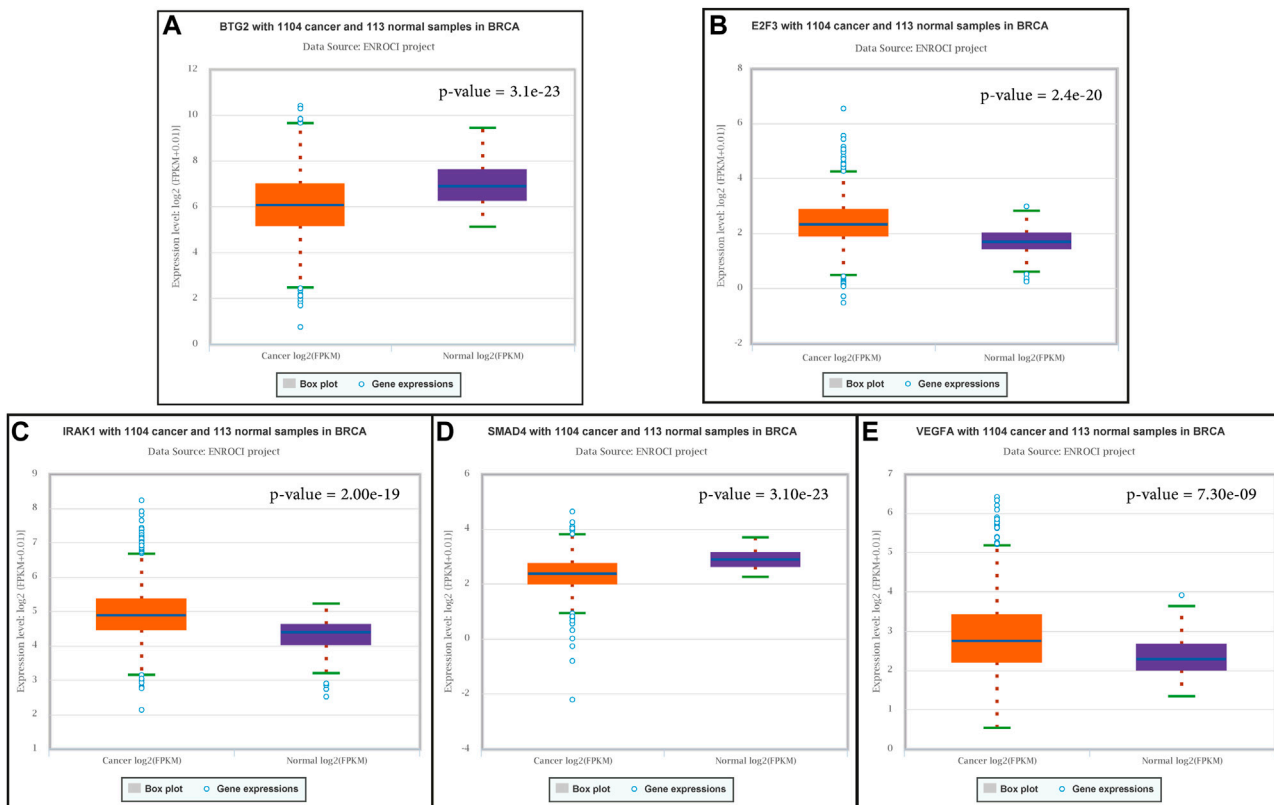 A
BTG2 with 1104 cancer and 113 normal samples in BRCA
Data Source: ENROCI project
p-value = 3.1e-23
Expression level: log2 (FPKM+0.01)]
12
10
8
6
4
2
0
Cancer log2(FPKM)
Normal log2(FPKM)
Box plot
Gene expressions
B
E2F3 with 1104 cancer and 113 normal samples in BRCA
Data Source: ENROCI project
p-value = 2.4e-20
Expression level: log2 (FPKM+0.01)]
8
6
4
2
0
-2
Cancer log2(FPKM)
Normal log2(FPKM)
Box plot
Gene expressions
C
IRAK1 with 1104 cancer and 113 normal samples in BRCA
Data Source: ENROCI project
p-value = 2.00e-19
Expression level: log2 (FPKM+0.01)]
9
8
7
6
5
4
3
2
1
Cancer log2(FPKM)
Normal log2(FPKM)
Box plot
Gene expressions
D
SMAD4 with 1104 cancer and 113 normal samples in BRCA
Data Source: ENROCI project
p-value = 3.10e-23
Expression level: log2 (FPKM+0.01)]
6
4
2
0
-2
-4
Cancer log2(FPKM)
Normal log2(FPKM)
Box plot
Gene expressions
E
VEGFA with 1104 cancer and 113 normal samples in BRCA
Data Source: ENROCI project
p-value = 7.30e-09
Expression level: log2 (FPKM+0.01)]
7
6
5
4
3
2
1
0
Cancer log2(FPKM)
Normal log2(FPKM)
Box plot
Gene expressions